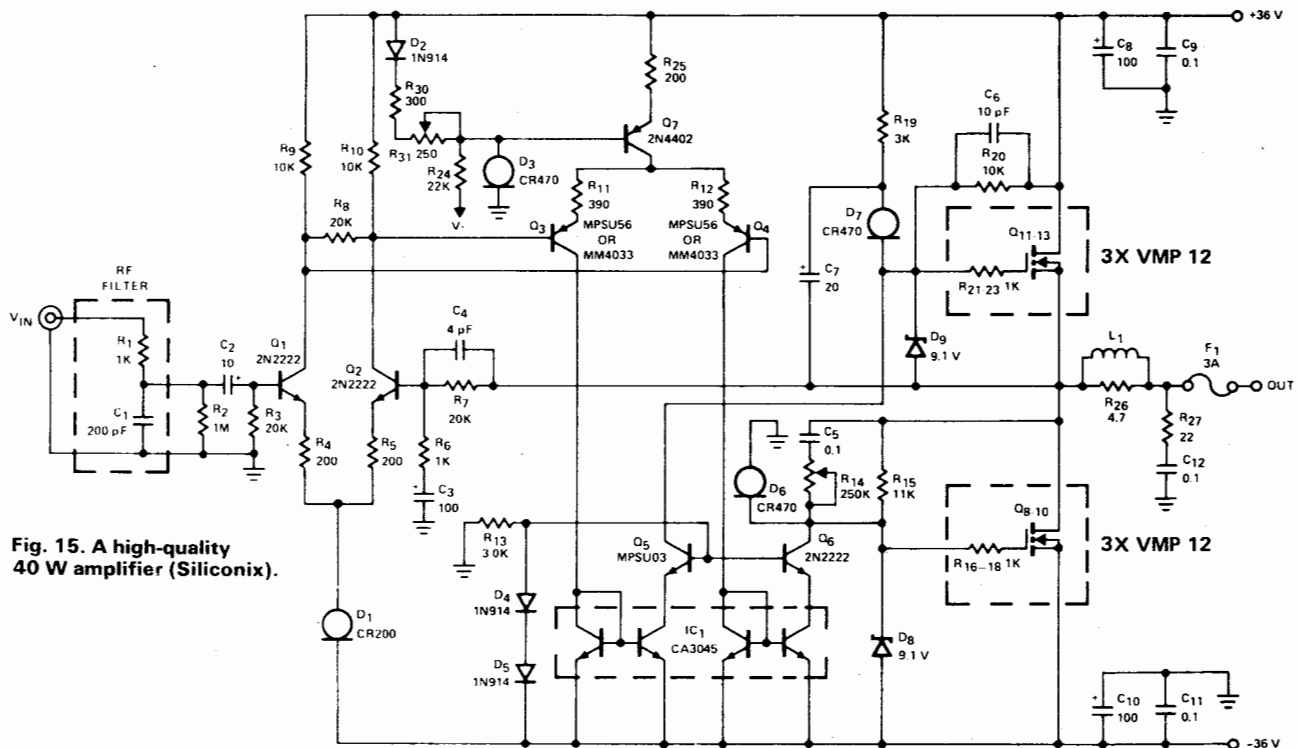 +36 V
D2
1N914
R30
300
R31
250
R24
22K
V-
D3
CR470
R25
200
Q7
2N4402
R9
10K
R10
10K
R8
20K
R11
390
R12
390
Q3
MPSU56
OR
MM4033
MPSU56
OR
MM4033
Q4
R19
3K
D7
CR470
C7
20
C6
10 pF
R20
10K
C8
100
C9
0.1
Q11-13
R21 23
1K
3X VMP 12
D9
9.1 V
RF
FILTER
VIN
R1
1K
C1
200 pF
R2
1M
C2
10
R3
20K
Q1
2N2222
Q2
2N2222
R4
200
R5
200
C4
4 pF
R7
20K
R6
1K
C3
100
L1
R26
4.7
F1
3A
OUT
R27
22
C12
0.1
C5
0.1
D6
CR470
R14
250K
R15
11K
Q8-10
R16-18
1K
3X VMP 12
R13
30K
Q5
MPSU03
Q6
2N2222
D4
1N914
D5
1N914
IC1
CA3045
D8
9.1 V
D1
CR200
C10
100
C11
0.1
-36 V
Fig. 15. A high-quality
40 W amplifier (Siliconix).